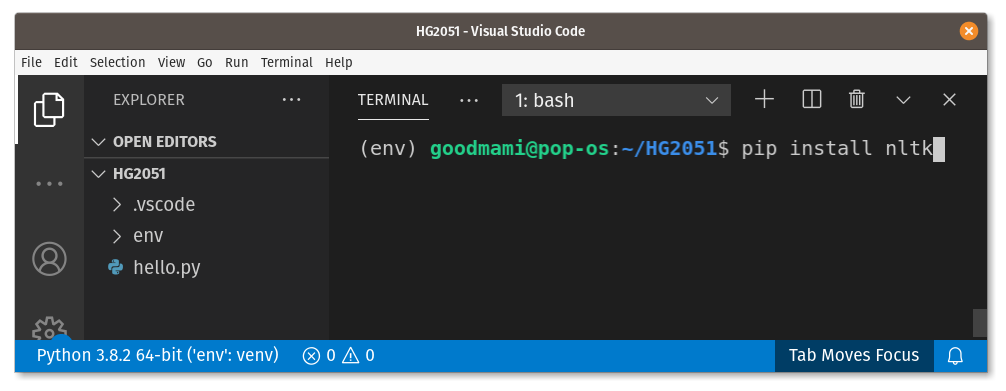 HG2051 - Visual Studio Code
File Edit Selection View Go Run Terminal Help
EXPLORER ...
TERMINAL ... 1: bash
OPEN EDITORS
(env) goodmami@pop-os:~/HG2051$ pip install nltk
HG2051
.vscode
env
hello.py
Python 3.8.2 64-bit ('env': venv) 0 0 Tab Moves Focus